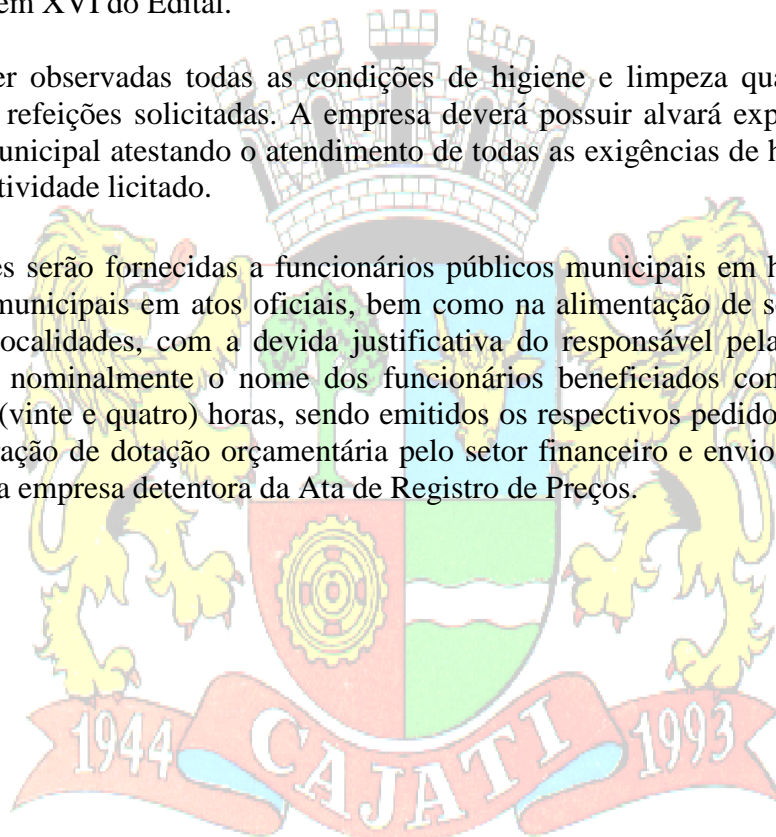 em XVI do Edital.
er observadas todas as condições de higiene e limpeza qua
refeições solicitadas. A empresa deverá possuir alvará exp
unicipal atestando o atendimento de todas as exigências de h
tividade licitado.
es serão fornecidas a funcionários públicos municipais em h
municipais em atos oficiais, bem como na alimentação de s
ocalidades, com a devida justificativa do responsável pela
nominalmente o nome dos funcionários beneficiados com
(vinte e quatro) horas, sendo emitidos os respectivos pedido
ração de dotação orçamentária pelo setor financeiro e envio
a empresa detentora da Ata de Registro de Preços.
1944 CAJATI 1993